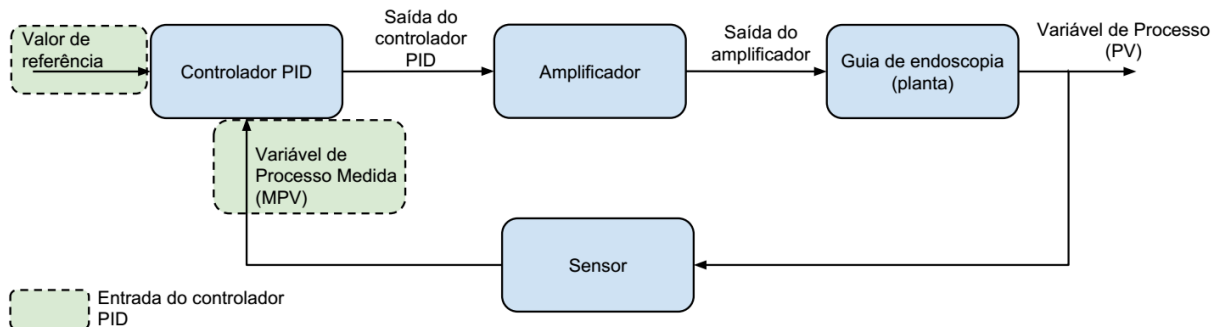 Valor de
referência
Controlador PID
Saída do
controlador
PID
Amplificador
Saída do
amplificador
Guia de endoscopia
(planta)
Variável de Processo
(PV)
Variável de
Processo Medida
(MPV)
Sensor
Entrada do controlador
PID